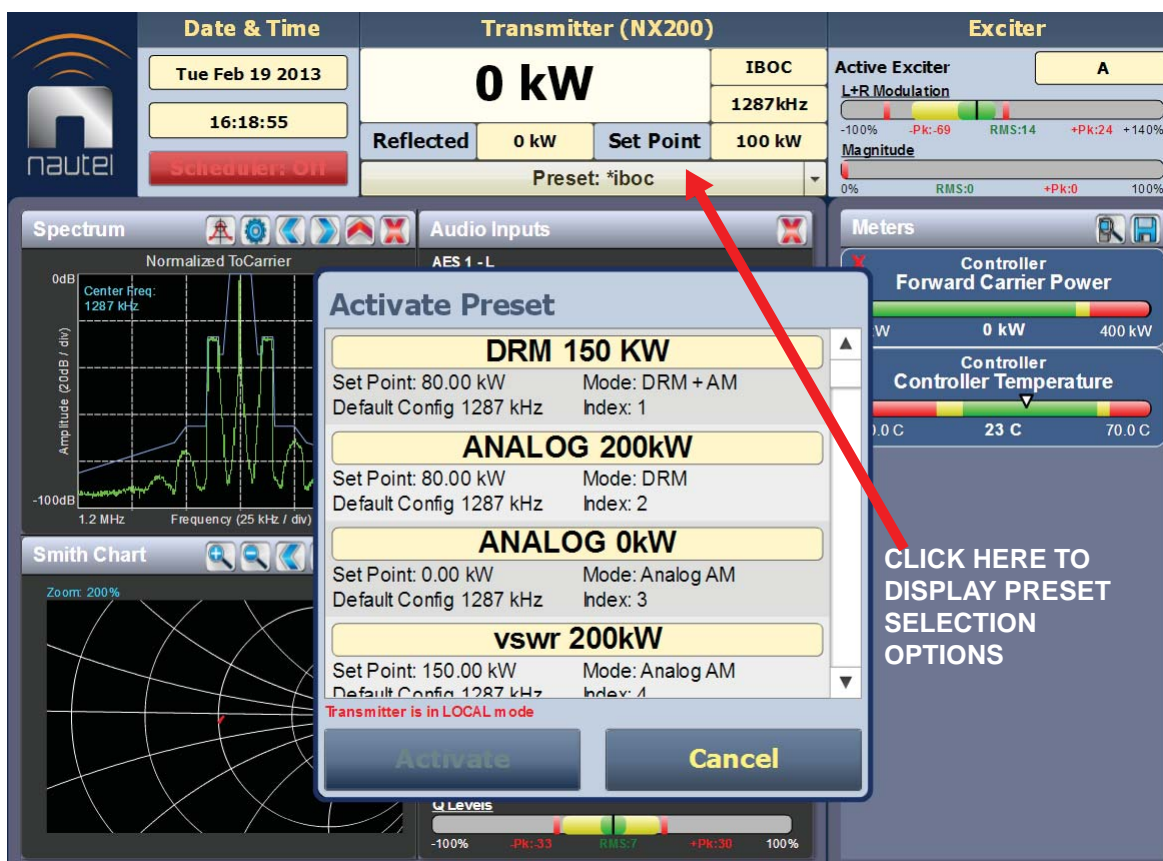 Date & Time
Transmitter (NX200)
Exciter
nautel
Tue Feb 19 2013
16:18:55
Scheduler: Off
0 kW
IBOC
1287kHz
Reflected 0 kW Set Point 100 kW
Preset: *iboc
Active Exciter A
L+R Modulation
-100% -Pk:-69 RMS:14 +Pk:24 +140%
Magnitude
0% RMS:0 +Pk:0 100%
Spectrum
Normalized ToCarrier
0dB
Center Freq:
1287 kHz
Amplitude (20dB / div)
-100dB
1.2 MHz Frequency (25 kHz / div)
Audio Inputs
AES 1 - L
Meters
Controller
Forward Carrier Power
W 0 kW 400 kW
Controller
Controller Temperature
0.0 C 23 C 70.0 C
Activate Preset
DRM 150 KW
Set Point: 80.00 kW Mode: DRM + AM
Default Config 1287 kHz Index: 1
ANALOG 200kW
Set Point: 80.00 kW Mode: DRM
Default Config 1287 kHz Index: 2
ANALOG 0kW
Set Point: 0.00 kW Mode: Analog AM
Default Config 1287 kHz Index: 3
vswr 200kW
Set Point: 150.00 kW Mode: Analog AM
Default Config 1287 kHz Index: 4
Transmitter is in LOCAL mode
Activate
Cancel
CLICK HERE TO
DISPLAY PRESET
SELECTION
OPTIONS
Smith Chart
Zoom: 200%
Q Levels
-100% -Pk:-33 RMS:7 +Pk:30 100%